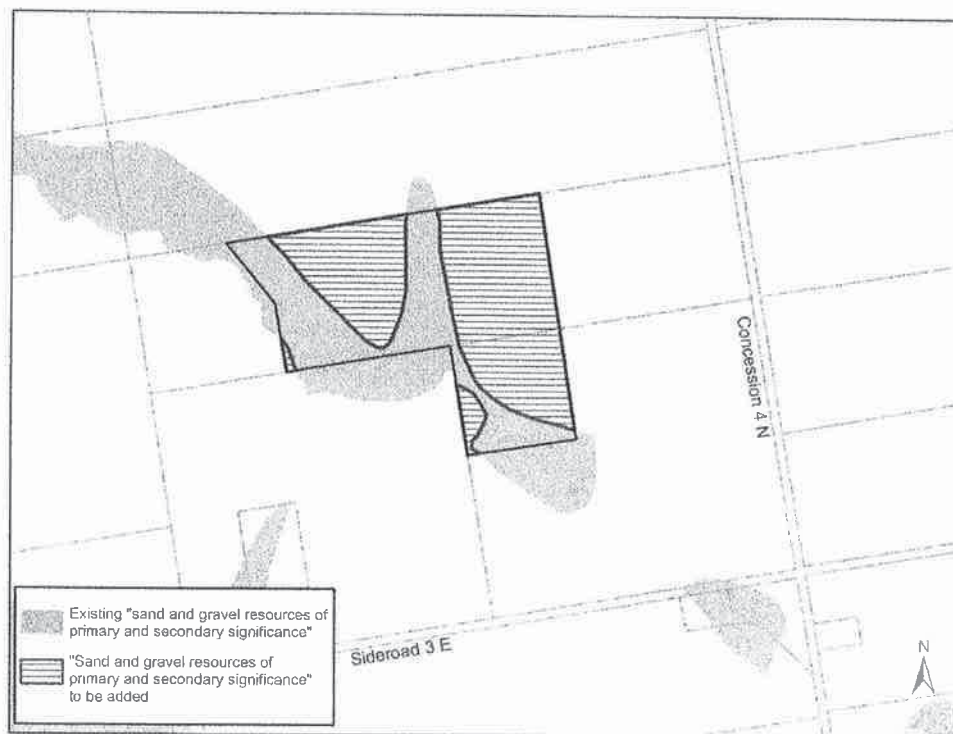 Concession 4 N
Existing "sand and gravel resources of
primary and secondary significance"
"Sand and gravel resources of
primary and secondary significance"
to be added
Sideroad 3 E
N